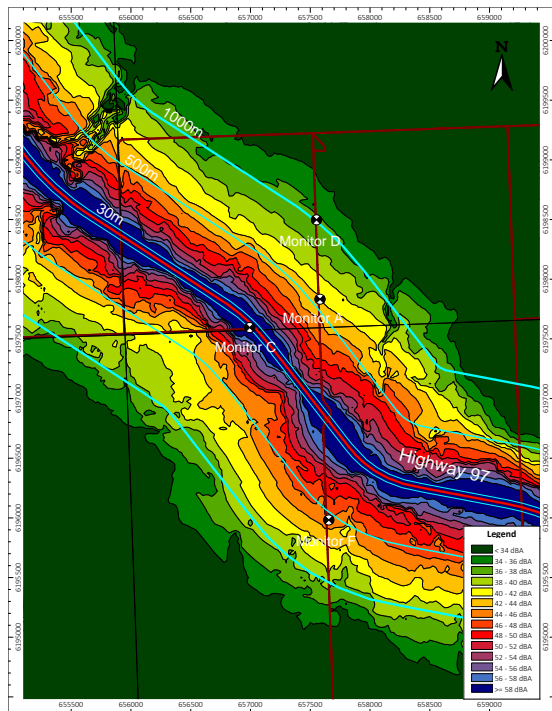 N
1000m
500m
30m
Monitor D
Monitor A
Monitor C
Highway 97
Monitor F
Legend
< 34 dBA
34 - 36 dBA
36 - 38 dBA
38 - 40 dBA
40 - 42 dBA
42 - 44 dBA
44 - 46 dBA
46 - 48 dBA
48 - 50 dBA
50 - 52 dBA
52 - 54 dBA
54 - 56 dBA
56 - 58 dBA
>= 58 dBA
6200000
6199500
6199000
6198500
6198000
6197500
6197000
6196500
6196000
6195500
6195000
655500
656000
656500
657000
657500
658000
658500
659000